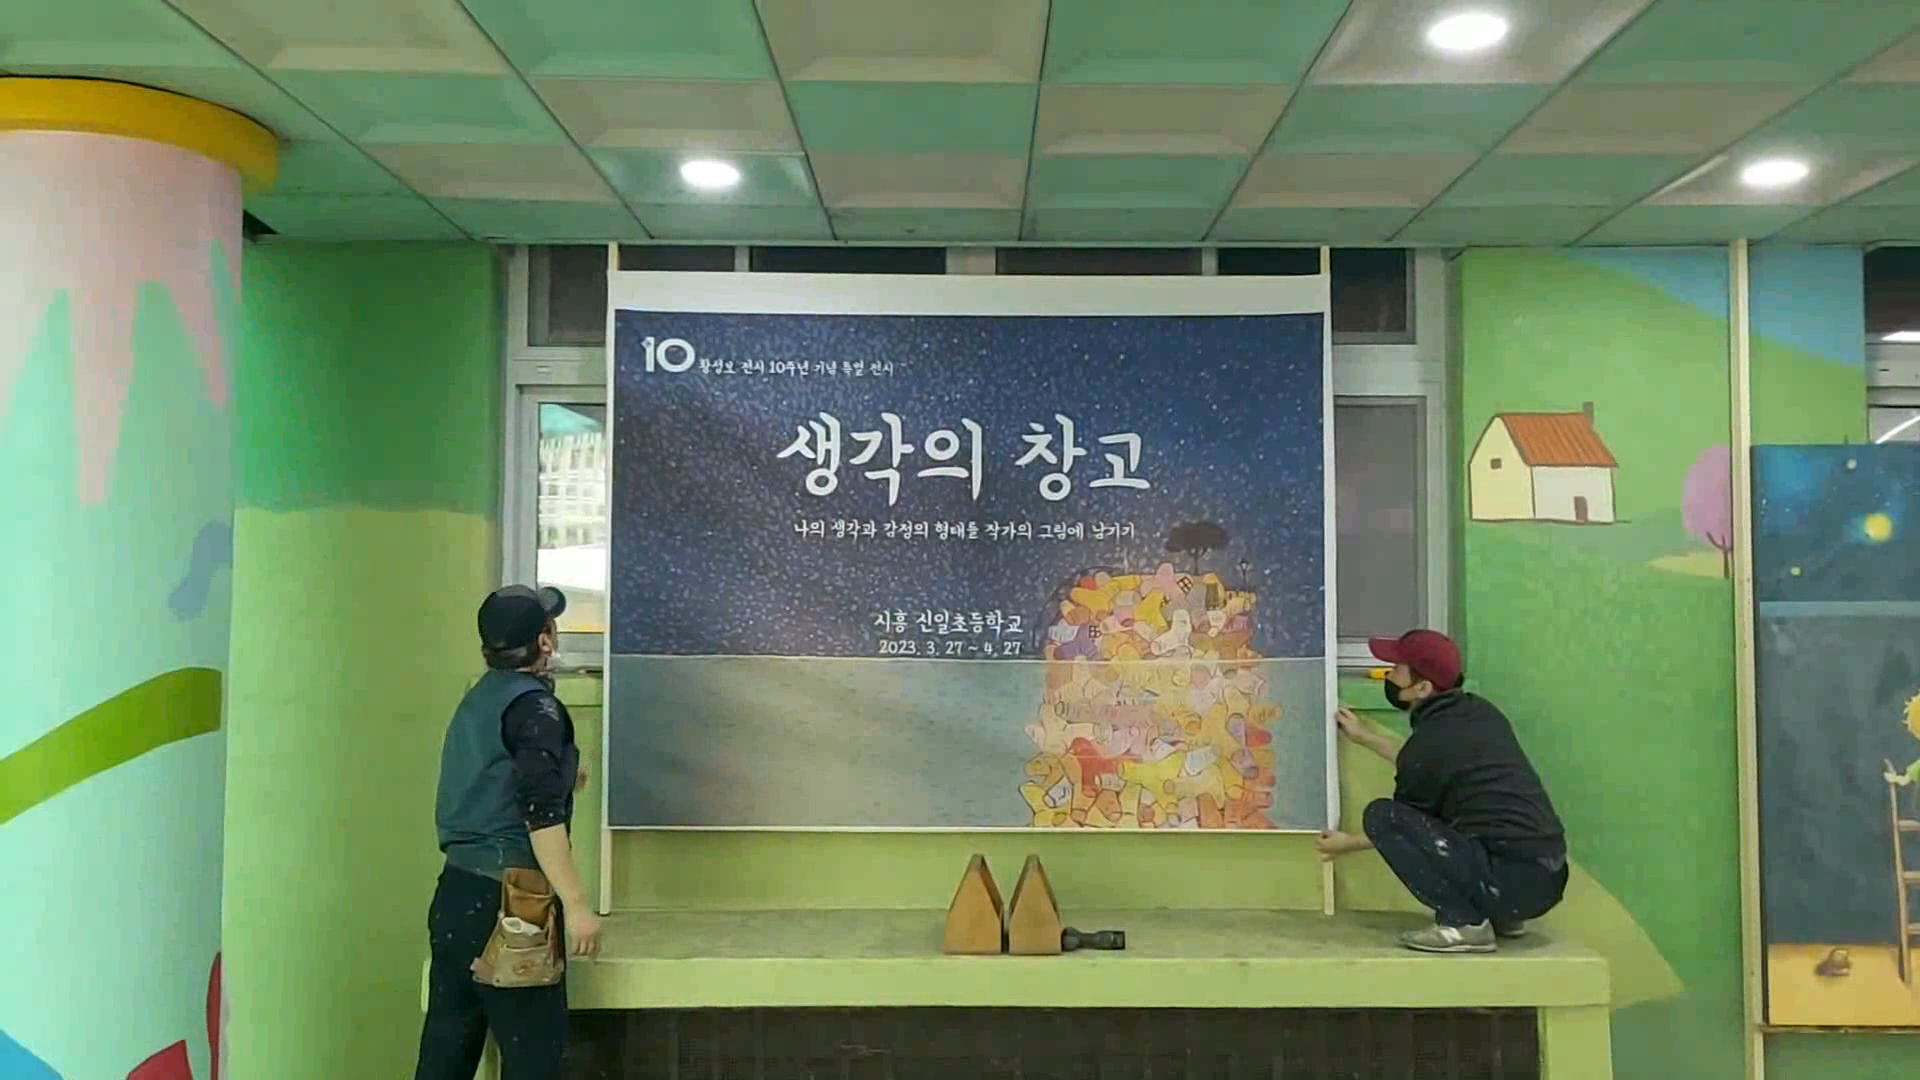 10 황성보 전시 10주년 기념 특별 전시
생각의 창고
나의 생각과 감정의 형태를 작가의 그림에 남기기
시흥 신일초등학교
2023. 3. 27 ~ 4. 27